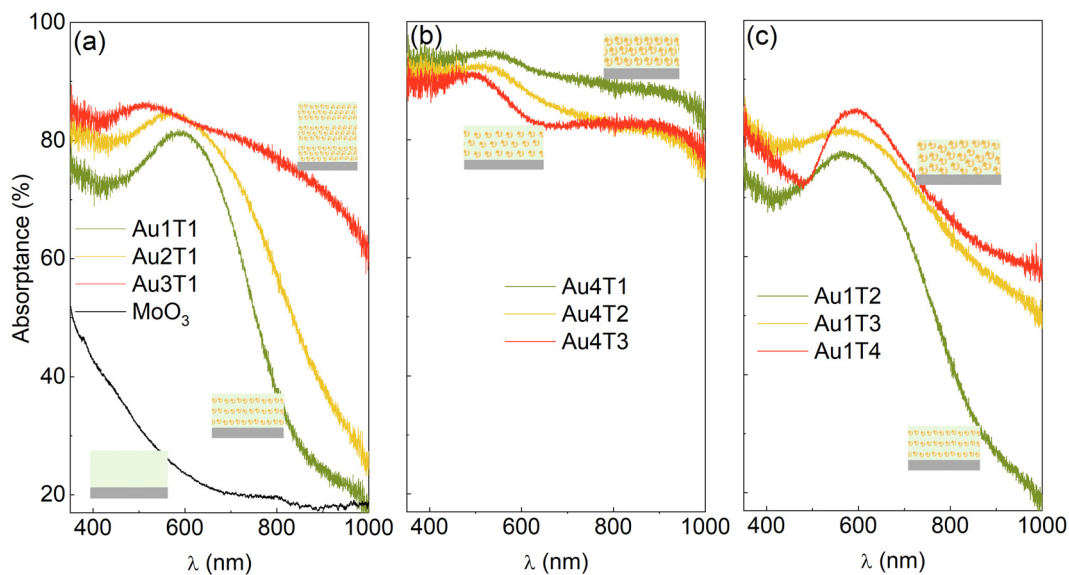 (a)
(b)
(c)
Absorptance (%)
100
80
60
40
20
Au1T1
Au2T1
Au3T1
MoO₃
400
600
800
1000
λ (nm)
Au4T1
Au4T2
Au4T3
400
600
800
1000
λ (nm)
Au1T2
Au1T3
Au1T4
400
600
800
1000
λ (nm)